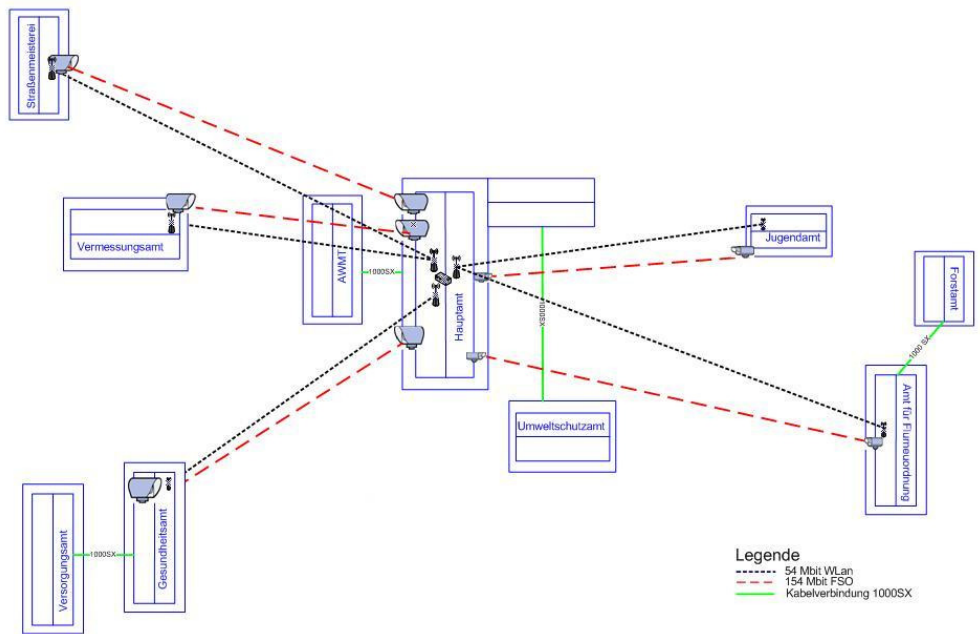 Straßenmeisterei
Vermessungsamt
AWMT
1000SX
Hauptamt
1000SX
Umweltschutzamt
Jugendamt
Forstamt
1000 SX
Amt für Flurneuordnung
Versorgungsamt
1000SX
Gesundheitsamt
Legende
54 Mbit WLan
154 Mbit FSO
Kabelverbindung 1000SX